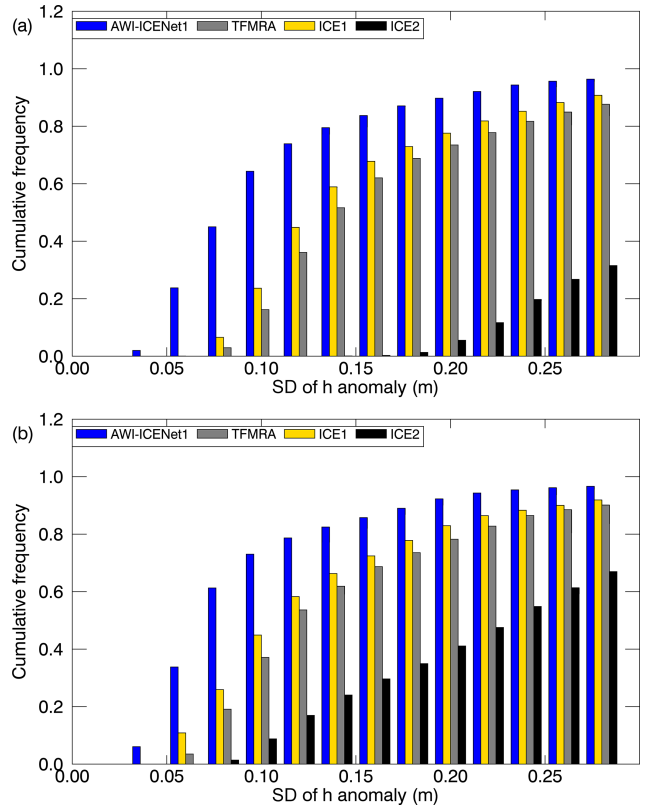 (a)
1.2
AWI-ICENet1 TFMRA ICE1 ICE2
1.0
0.8
0.6
0.4
0.2
0.0
Cumulative frequency
0.00 0.05 0.10 0.15 0.20 0.25
SD of h anomaly (m)
(b)
1.2
AWI-ICENet1 TFMRA ICE1 ICE2
1.0
0.8
0.6
0.4
0.2
0.0
Cumulative frequency
0.00 0.05 0.10 0.15 0.20 0.25
SD of h anomaly (m)